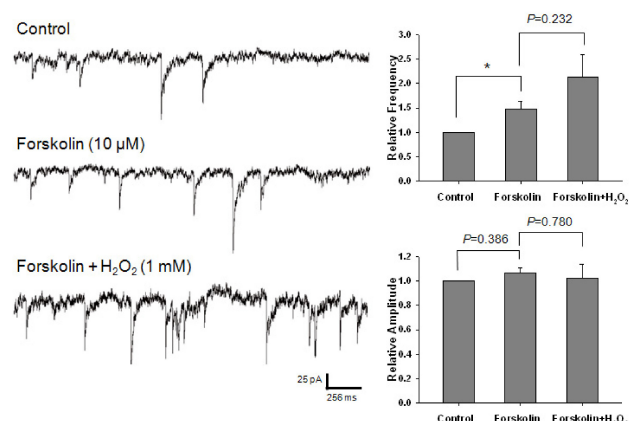 Control
Forskolin (10 µM)
Forskolin + H₂O₂ (1 mM)
25 pA
256 ms
P=0.232
*
Relative Frequency
3.0
2.5
2.0
1.5
1.0
0.5
0.0
Control Forskolin Forskolin+H₂O₂
P=0.780
P=0.386
Relative Amplitude
1.2
1.0
0.8
0.6
0.4
0.2
0.0
Control Forskolin Forskolin+H₂O₂